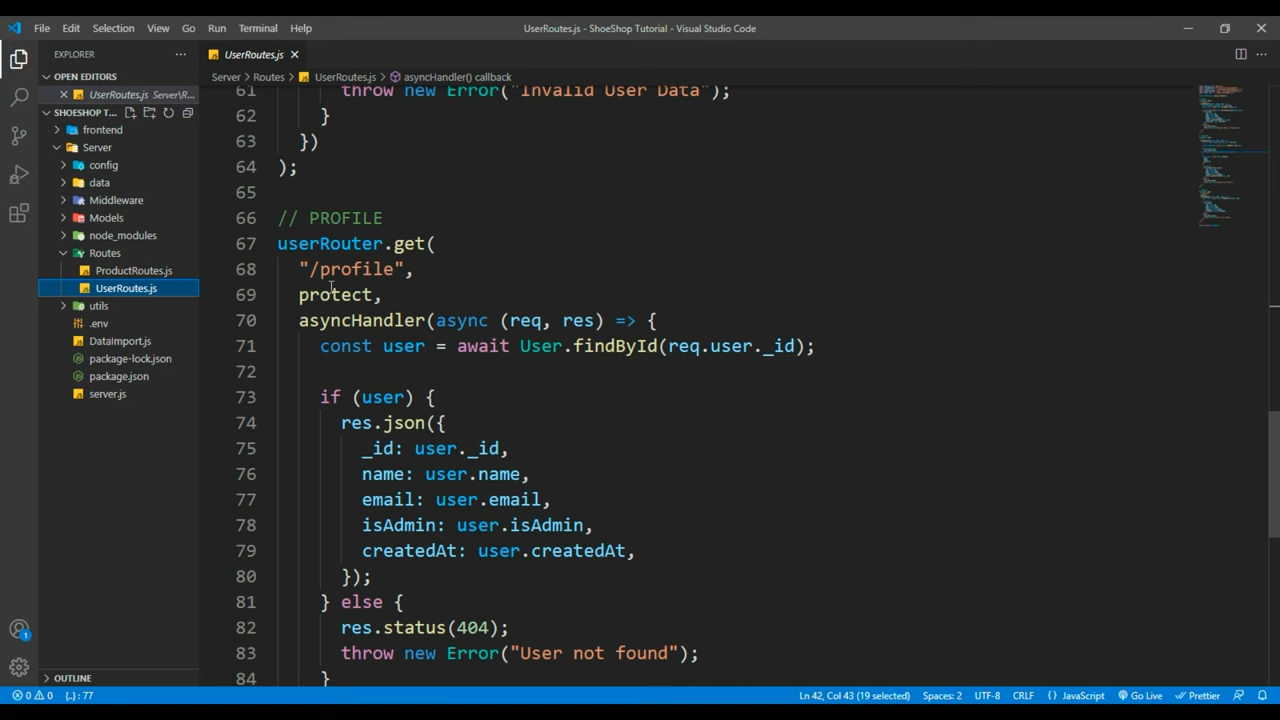 File Edit Selection View Go Run Terminal Help
UserRoutes.js - ShoeShop Tutorial - Visual Studio Code
EXPLORER
OPEN EDITORS
UserRoutes.js Server\R...
SHOESHOP T...
frontend
Server
config
data
Middleware
Models
node_modules
Routes
ProductRoutes.js
UserRoutes.js
utils
.env
DataImport.js
package-lock.json
package.json
server.js
OUTLINE
UserRoutes.js
Server > Routes > UserRoutes.js > asyncHandler() callback
61 throw new Error("Invalid User Data");
62 }
63 })
64 );
65
66 // PROFILE
67 userRouter.get(
68 "/profile",
69 protect,
70 asyncHandler(async (req, res) => {
71 const user = await User.findById(req.user._id);
72
73 if (user) {
74 res.json({
75 _id: user._id,
76 name: user.name,
77 email: user.email,
78 isAdmin: user.isAdmin,
79 createdAt: user.createdAt,
80 });
81 } else {
82 res.status(404);
83 throw new Error("User not found");
84 }
1
0 0 {..} : 77 Ln 42, Col 43 (19 selected) Spaces: 2 UTF-8 CRLF {} JavaScript Go Live Prettier